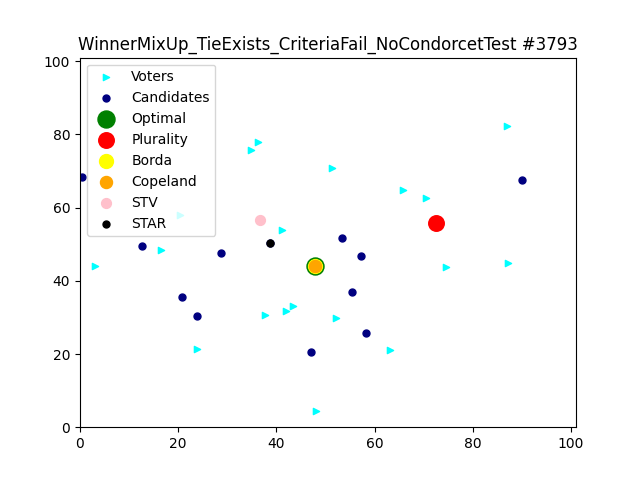 WinnerMixUp_TieExists_CriteriaFail_NoCondorcetTest #3793
100
80
60
40
20
0
Voters
Candidates
Optimal
Plurality
Borda
Copeland
STV
STAR
0 20 40 60 80 100